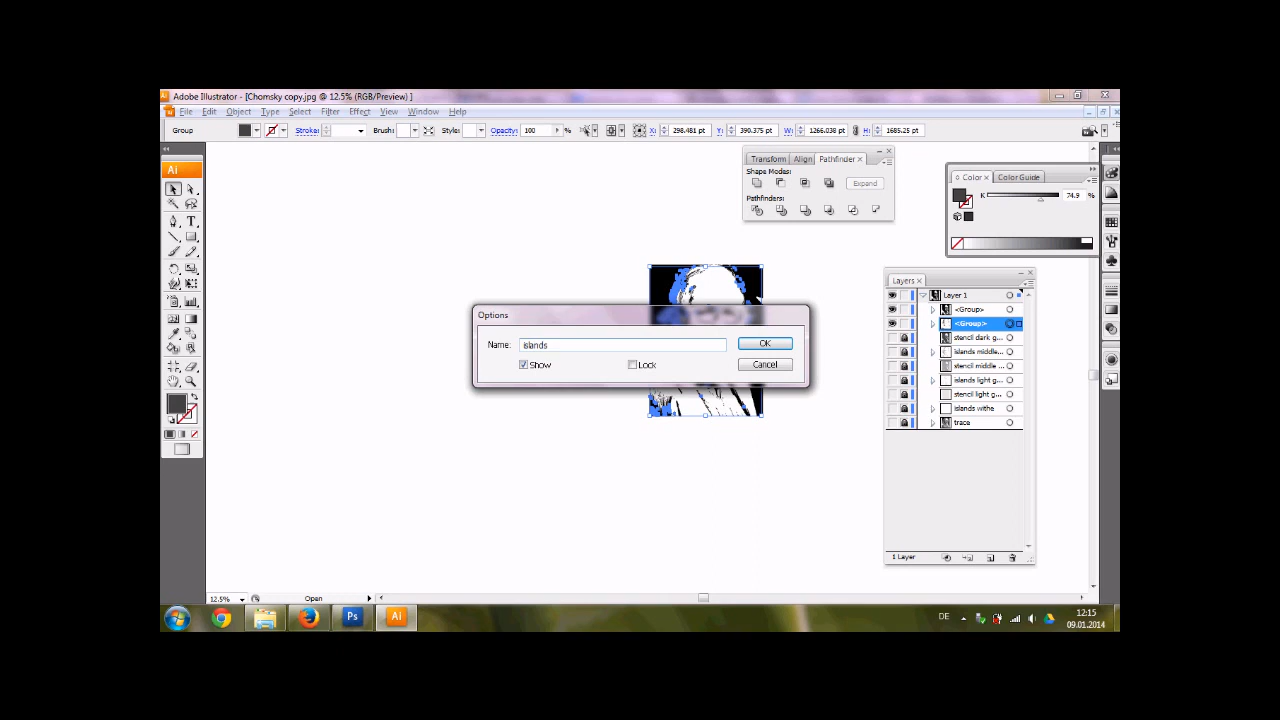 Adobe Illustrator - [Chomsky copy.jpg @ 12.5% (RGB/Preview) ]
File Edit Object Type Select Filter Effect View Window Help
Group Stroke: Brush: Style: Opacity: 100 % X: 298.481 pt Y: 390.375 pt W: 1266.038 pt H: 1685.25 pt
Ai
Transform Align Pathfinder
Shape Modes:
Expand
Pathfinders:
Color Color Guide
K 74.9 %
Layers
Layer 1
<Group>
<Group>
stencil dark g...
islands middle...
stencil middle ...
islands light g...
stencil light g...
islands withe
trace
1 Layer
Options
Name: islands
OK
Show Lock
Cancel
12.5% Open
Ps Ai
DE 12:15
09.01.2014